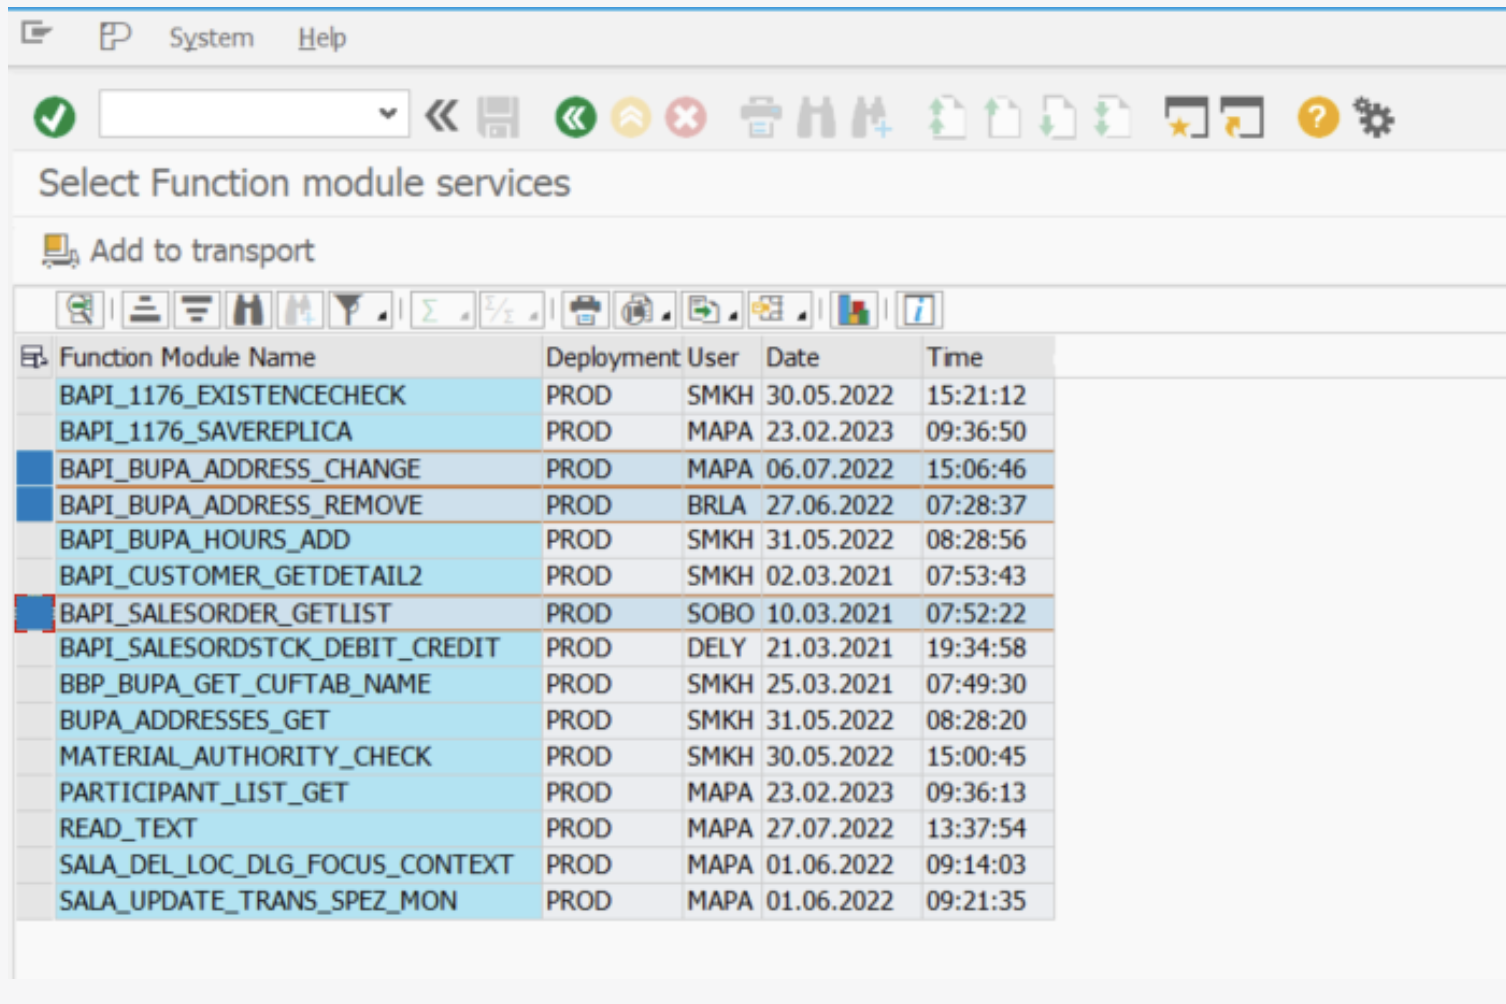 System Help
Select Function module services
Add to transport
Function Module Name Deployment User Date Time
BAPI_1176_EXISTENCECHECK PROD SMKH 30.05.2022 15:21:12
BAPI_1176_SAVEREPLICA PROD MAPA 23.02.2023 09:36:50
BAPI_BUPA_ADDRESS_CHANGE PROD MAPA 06.07.2022 15:06:46
BAPI_BUPA_ADDRESS_REMOVE PROD BRLA 27.06.2022 07:28:37
BAPI_BUPA_HOURS_ADD PROD SMKH 31.05.2022 08:28:56
BAPI_CUSTOMER_GETDETAIL2 PROD SMKH 02.03.2021 07:53:43
BAPI_SALESORDER_GETLIST PROD SOBO 10.03.2021 07:52:22
BAPI_SALESORDSTCK_DEBIT_CREDIT PROD DELY 21.03.2021 19:34:58
BBP_BUPA_GET_CUFTAB_NAME PROD SMKH 25.03.2021 07:49:30
BUPA_ADDRESSES_GET PROD SMKH 31.05.2022 08:28:20
MATERIAL_AUTHORITY_CHECK PROD SMKH 30.05.2022 15:00:45
PARTICIPANT_LIST_GET PROD MAPA 23.02.2023 09:36:13
READ_TEXT PROD MAPA 27.07.2022 13:37:54
SALA_DEL_LOC_DLG_FOCUS_CONTEXT PROD MAPA 01.06.2022 09:14:03
SALA_UPDATE_TRANS_SPEZ_MON PROD MAPA 01.06.2022 09:21:35